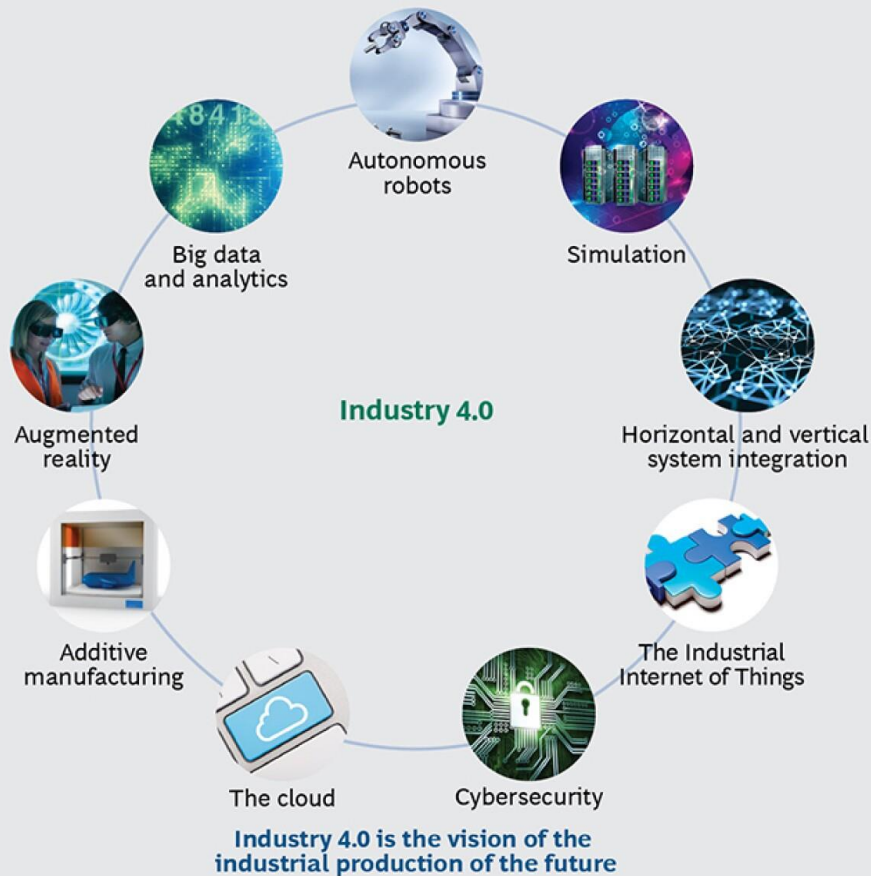 Autonomous
robots
Simulation
Horizontal and vertical
system integration
The Industrial
Internet of Things
Cybersecurity
The cloud
Additive
manufacturing
Augmented
reality
Big data
and analytics
Industry 4.0
Industry 4.0 is the vision of the
industrial production of the future